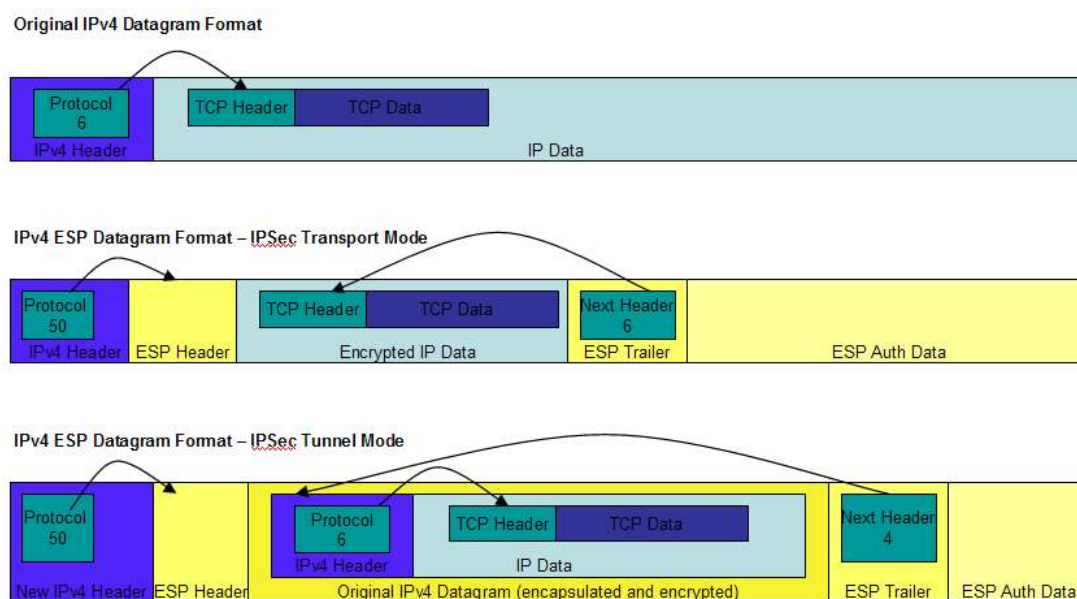 Original IPv4 Datagram Format
Protocol
6
IPv4 Header
TCP Header
TCP Data
IP Data
IPv4 ESP Datagram Format – IPSec Transport Mode
Protocol
50
IPv4 Header
ESP Header
TCP Header
TCP Data
Encrypted IP Data
Next Header
6
ESP Trailer
ESP Auth Data
IPv4 ESP Datagram Format – IPSec Tunnel Mode
Protocol
50
New IPv4 Header
ESP Header
Protocol
6
IPv4 Header
TCP Header
TCP Data
IP Data
Original IPv4 Datagram (encapsulated and encrypted)
Next Header
4
ESP Trailer
ESP Auth Data